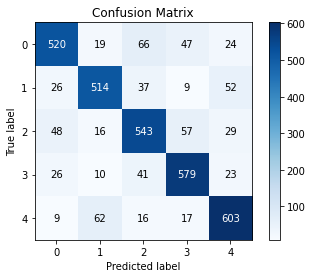 Confusion Matrix
0 520 19 66 47 24
1 26 514 37 9 52
2 48 16 543 57 29
3 26 10 41 579 23
4 9 62 16 17 603
0 1 2 3 4
True label
Predicted label
600
500
400
300
200
100